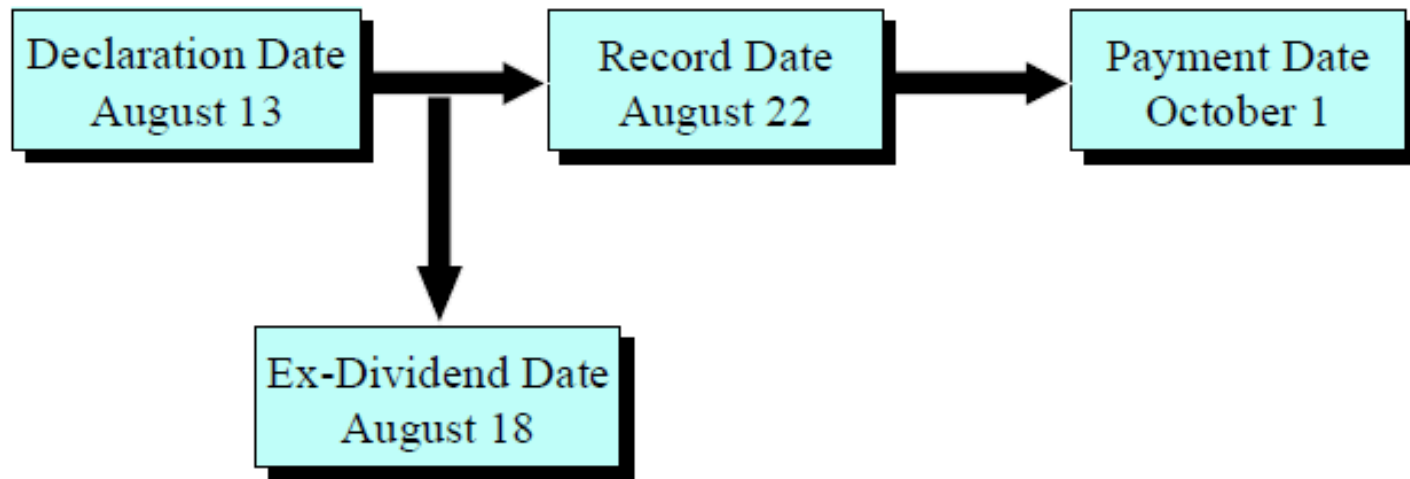 Declaration Date
August 13
Record Date
August 22
Payment Date
October 1
Ex-Dividend Date
August 18